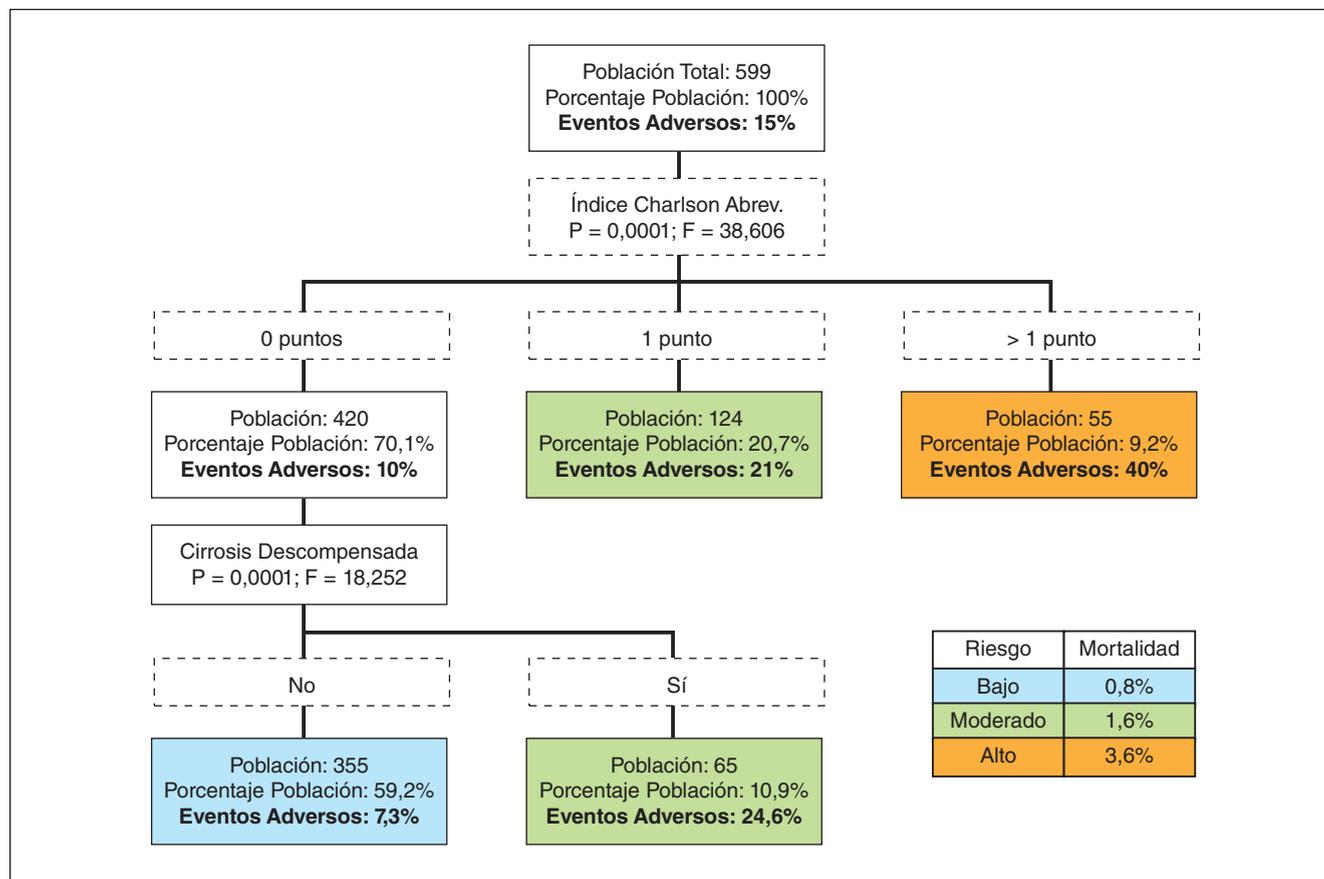 Población Total: 599
Porcentaje Población: 100%
Eventos Adversos: 15%
Índice Charlson Abrev.
P = 0,0001; F = 38,606
0 puntos
1 punto
> 1 punto
Población: 420
Porcentaje Población: 70,1%
Eventos Adversos: 10%
Población: 124
Porcentaje Población: 20,7%
Eventos Adversos: 21%
Población: 55
Porcentaje Población: 9,2%
Eventos Adversos: 40%
Cirrosis Descompensada
P = 0,0001; F = 18,252
No
Sí
Población: 355
Porcentaje Población: 59,2%
Eventos Adversos: 7,3%
Población: 65
Porcentaje Población: 10,9%
Eventos Adversos: 24,6%
Riesgo Mortalidad
Bajo 0,8%
Moderado 1,6%
Alto 3,6%